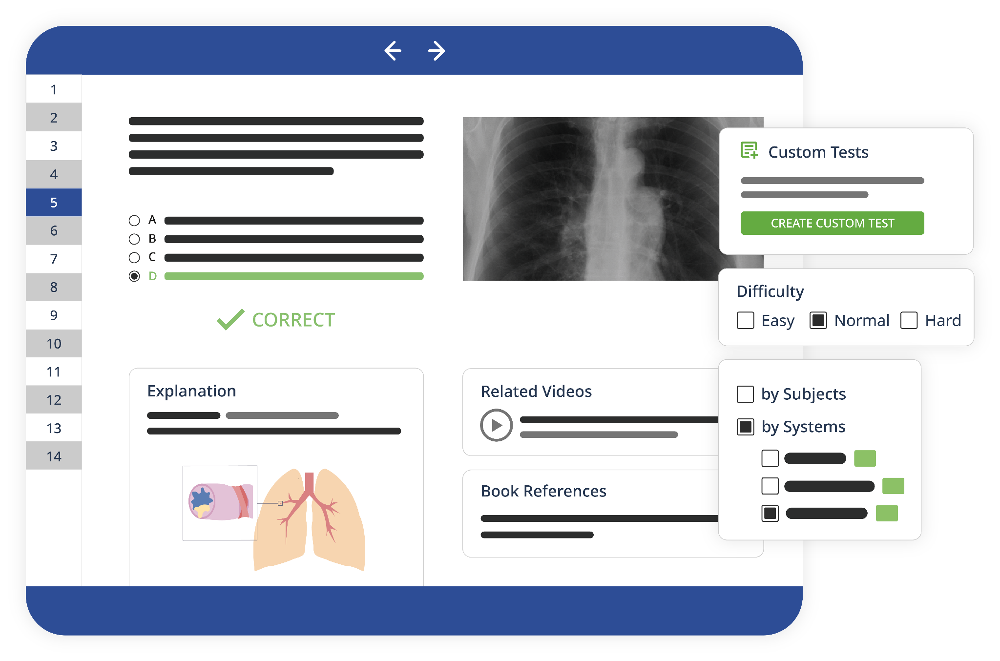 1
2
3
4
5
6
7
8
9
10
11
12
13
14
A
B
C
D
CORRECT
Explanation
Related Videos
Book References
Custom Tests
CREATE CUSTOM TEST
Difficulty
Easy Normal Hard
by Subjects
by Systems